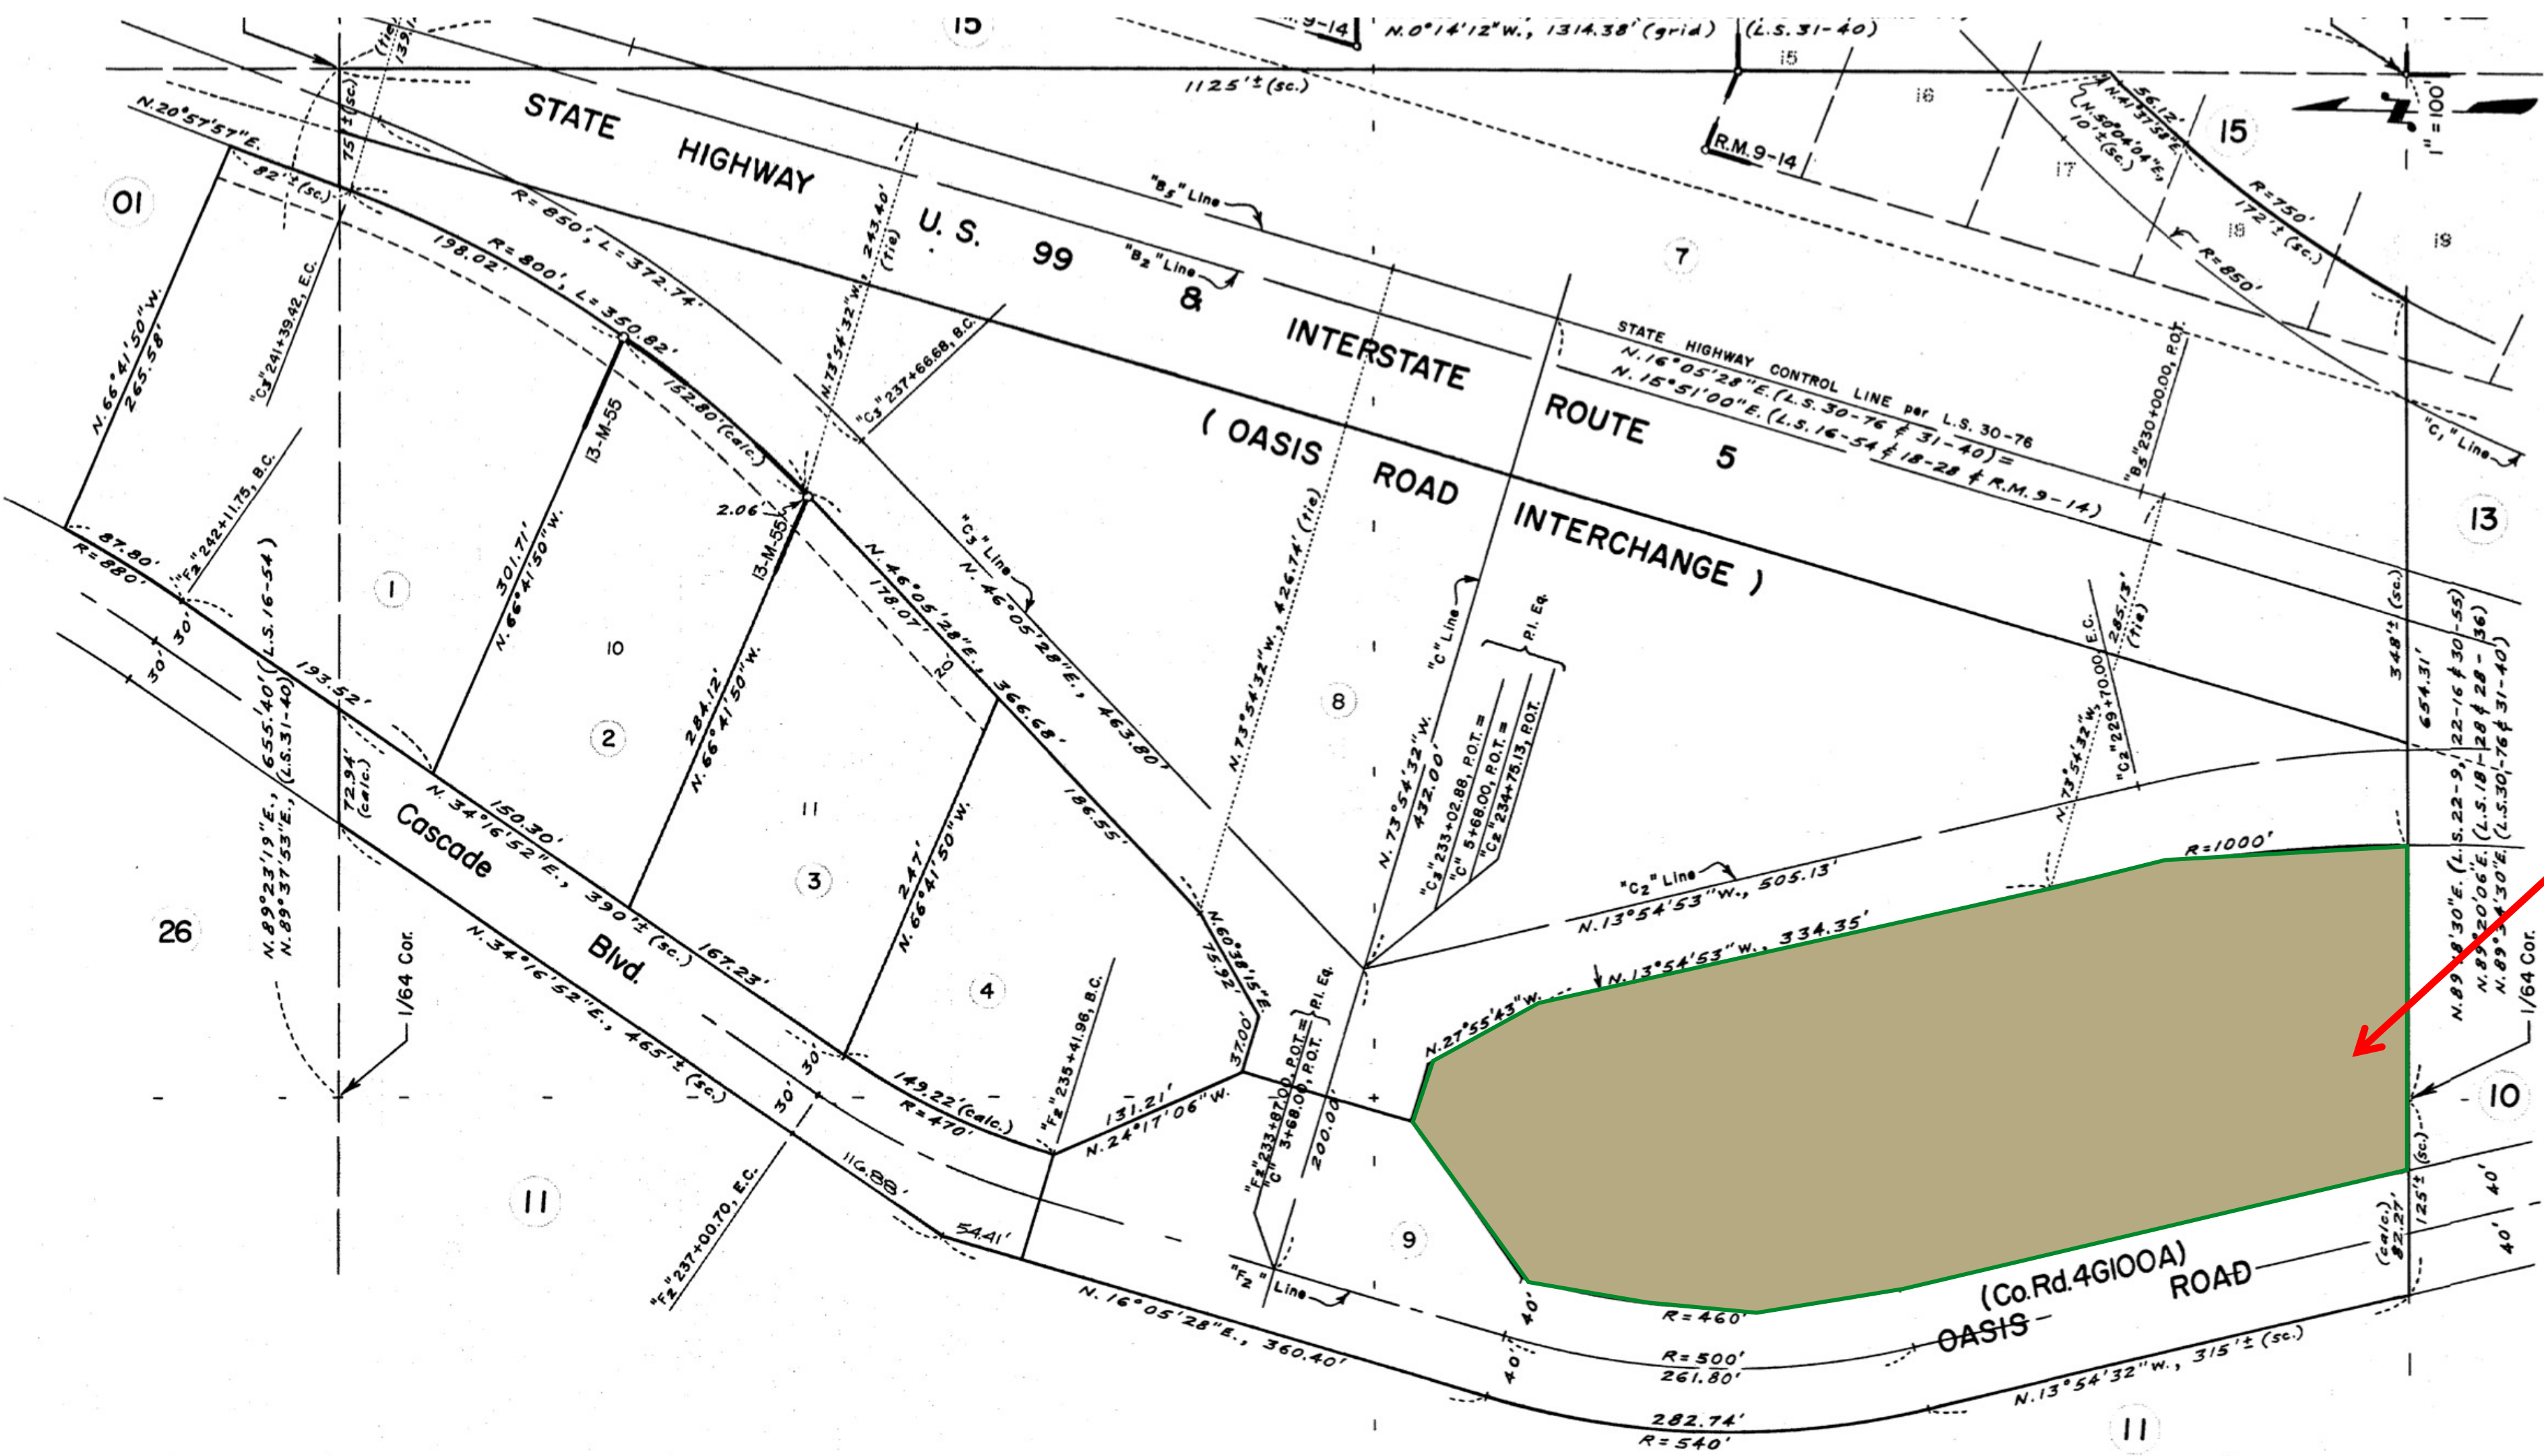 15
9-14
N.0°14'12"W., 1314.38' (grid)
(L.S. 31-40)
(tie)
139.
1125'± (sc.)
15
16
17
18
19
15
56.12'
N.41°37'58"E.
N.50°04'04"E.,
10'±(sc.)
R=750'
172'± (sc.)
R=850'
1"=100'
R.M. 9-14
N.20°57'57"E.
82'±(sc.)
75'±(sc.)
01
STATE HIGHWAY
U.S. 99
&
INTERSTATE ROUTE 5
(OASIS ROAD INTERCHANGE)
"B5" Line
"B2" Line
7
R=850', L=372.74'
R=800', L=350.82'
198.02'
152.80'(calc.)
N.73°54'32"W., 243.40'
(tie)
"C3" 237+66.68, B.C.
"C3" 241+39.42, E.C.
N.66°41'50"W.
265.58'
STATE HIGHWAY CONTROL LINE per L.S. 30-76
N.16°05'28"E. (L.S. 30-76 & 31-40) =
N.15°51'00"E. (L.S. 16-54 & 18-28 & R.M. 9-14)
"B5" 230+00.00, P.O.T.
"C1" Line
13
13-M-55
2.06'
13-M-55
"F2" 242+11.75, B.C.
87.80'
R=880'
30'
30'
1
301.71'
N.66°41'50"W.
10
2
284.12'
N.66°41'50"W.
11
3
247'
N.66°41'50"W.
4
N.46°05'28"E., 366.68'
178.07'
20'
186.55'
"C3" Line
N.46°05'28"E., 463.80'
N.73°54'32"W., 426.74' (tie)
8
"C" Line
N.73°54'32"W.
432.00'
P.I. Eq.
"C3" 233+02.88, P.O.T. =
"C" 5+68.00, P.O.T. =
"C2" 234+75.13, P.O.T.
N.73°54'32"W., 285.13'
(tie)
"C2" 229+70.00, E.C.
348'± (sc.)
654.31'
N.89°23'19"E., 655.40' (L.S. 16-54)
N.89°37'53"E., (L.S. 31-40)
193.52'
72.94'
(calc.)
Cascade Blvd.
150.30'
N.34°16'52"E., 390'± (sc.)
167.23'
N.34°16'52"E., 465'± (sc.)
26
1/64 Cor.
N.60°38'15"E.
75.92'
37.00'
"C2" Line
N.13°54'53"W., 505.13'
N.13°54'53"W., 334.35'
N.27°55'43"W.
R=1000'
N.89°20'06"E. (L.S. 18-28 & 28-36)
N.89°34'30"E. (L.S. 30-76 & 31-40)
1/64 Cor.
10
30'
30'
149.22'(calc.)
R=470'
"F2" 235+41.96, B.C.
131.21'
N.24°17'06"W.
P.I. Eq.
"F2" 233+87.00, P.O.T. =
"C" 3+68.00, P.O.T.
200.00'
9
11
"F2" 237+00.70, E.C.
116.88'
54.41'
"F2" Line
N.16°05'28"E., 360.40'
40'
40'
R=460'
R=500'
261.80'
282.74'
R=540'
(Co. Rd. 4G100A)
OASIS ROAD
N.13°54'32"W., 315'± (sc.)
125'± (sc.)
(calc.)
82.27'
40'
40'
11